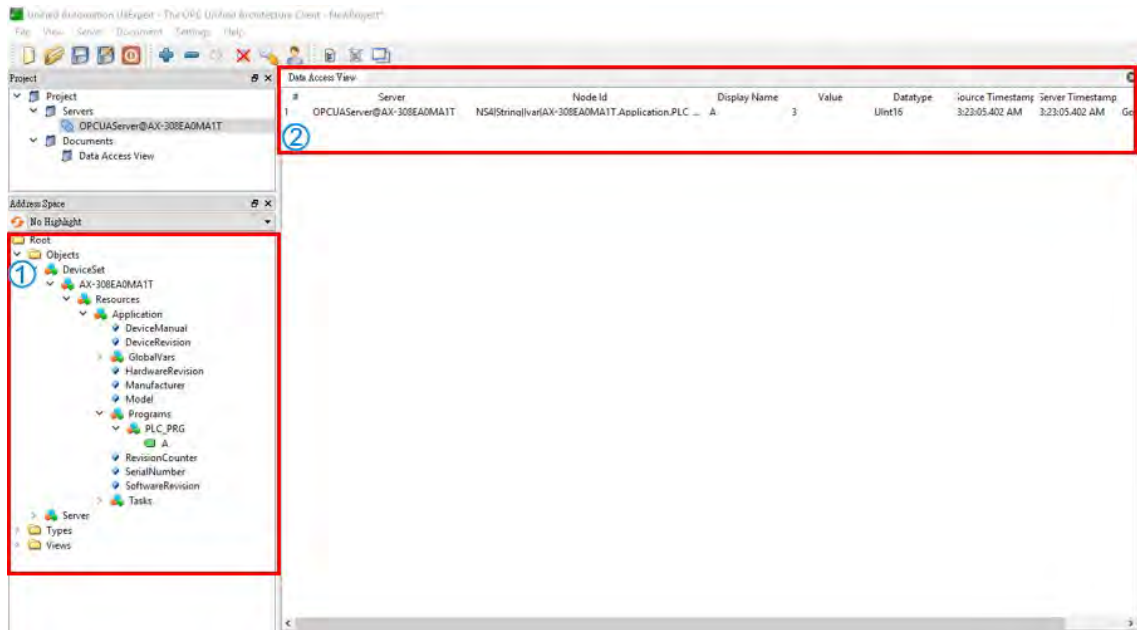 Unified Automation UaExpert - The OPC Unified Architecture Client - NewProject*
File View Server Document Settings Help
Project
Project
Servers
OPCUAServer@AX-308EA0MA1T
Documents
Data Access View
Address Space
No Highlight
Root
Objects
DeviceSet
AX-308EA0MA1T
Resources
Application
DeviceManual
DeviceRevision
GlobalVars
HardwareRevision
Manufacturer
Model
Programs
PLC_PRG
A
RevisionCounter
SerialNumber
SoftwareRevision
Tasks
Server
Types
Views
①
Data Access View
# Server Node Id Display Name Value Datatype Source Timestamp Server Timestamp
1 OPCUAServer@AX-308EA0MA1T NS4|String||var|AX-308EA0MA1T.Application.PLC ... A 3 UInt16 3:23:05.402 AM 3:23:05.402 AM Go
②